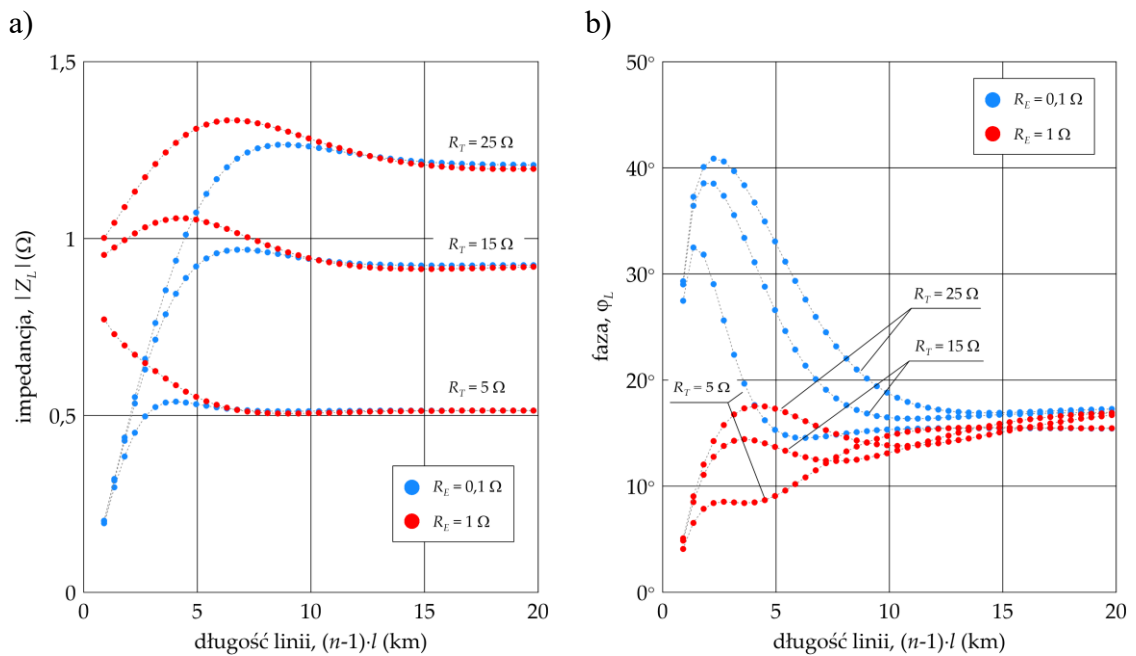 a)
impedancja, |Z_L| (Ω)
1,5
1
0,5
0
R_T = 25 Ω
R_T = 15 Ω
R_T = 5 Ω
R_E = 0,1 Ω
R_E = 1 Ω
0 5 10 15 20
długość linii, (n-1)·l (km)
b)
faza, φ_L
50°
40°
30°
20°
10°
0°
R_E = 0,1 Ω
R_E = 1 Ω
R_T = 25 Ω
R_T = 15 Ω
R_T = 5 Ω
0 5 10 15 20
długość linii, (n-1)·l (km)